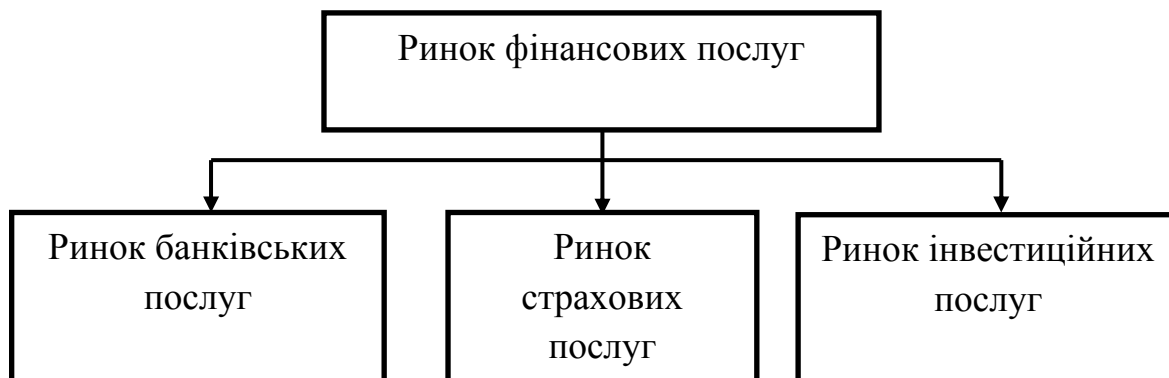 Ринок фінансових послуг
Ринок банківських
послуг
Ринок
страхових
послуг
Ринок інвестиційних
послуг